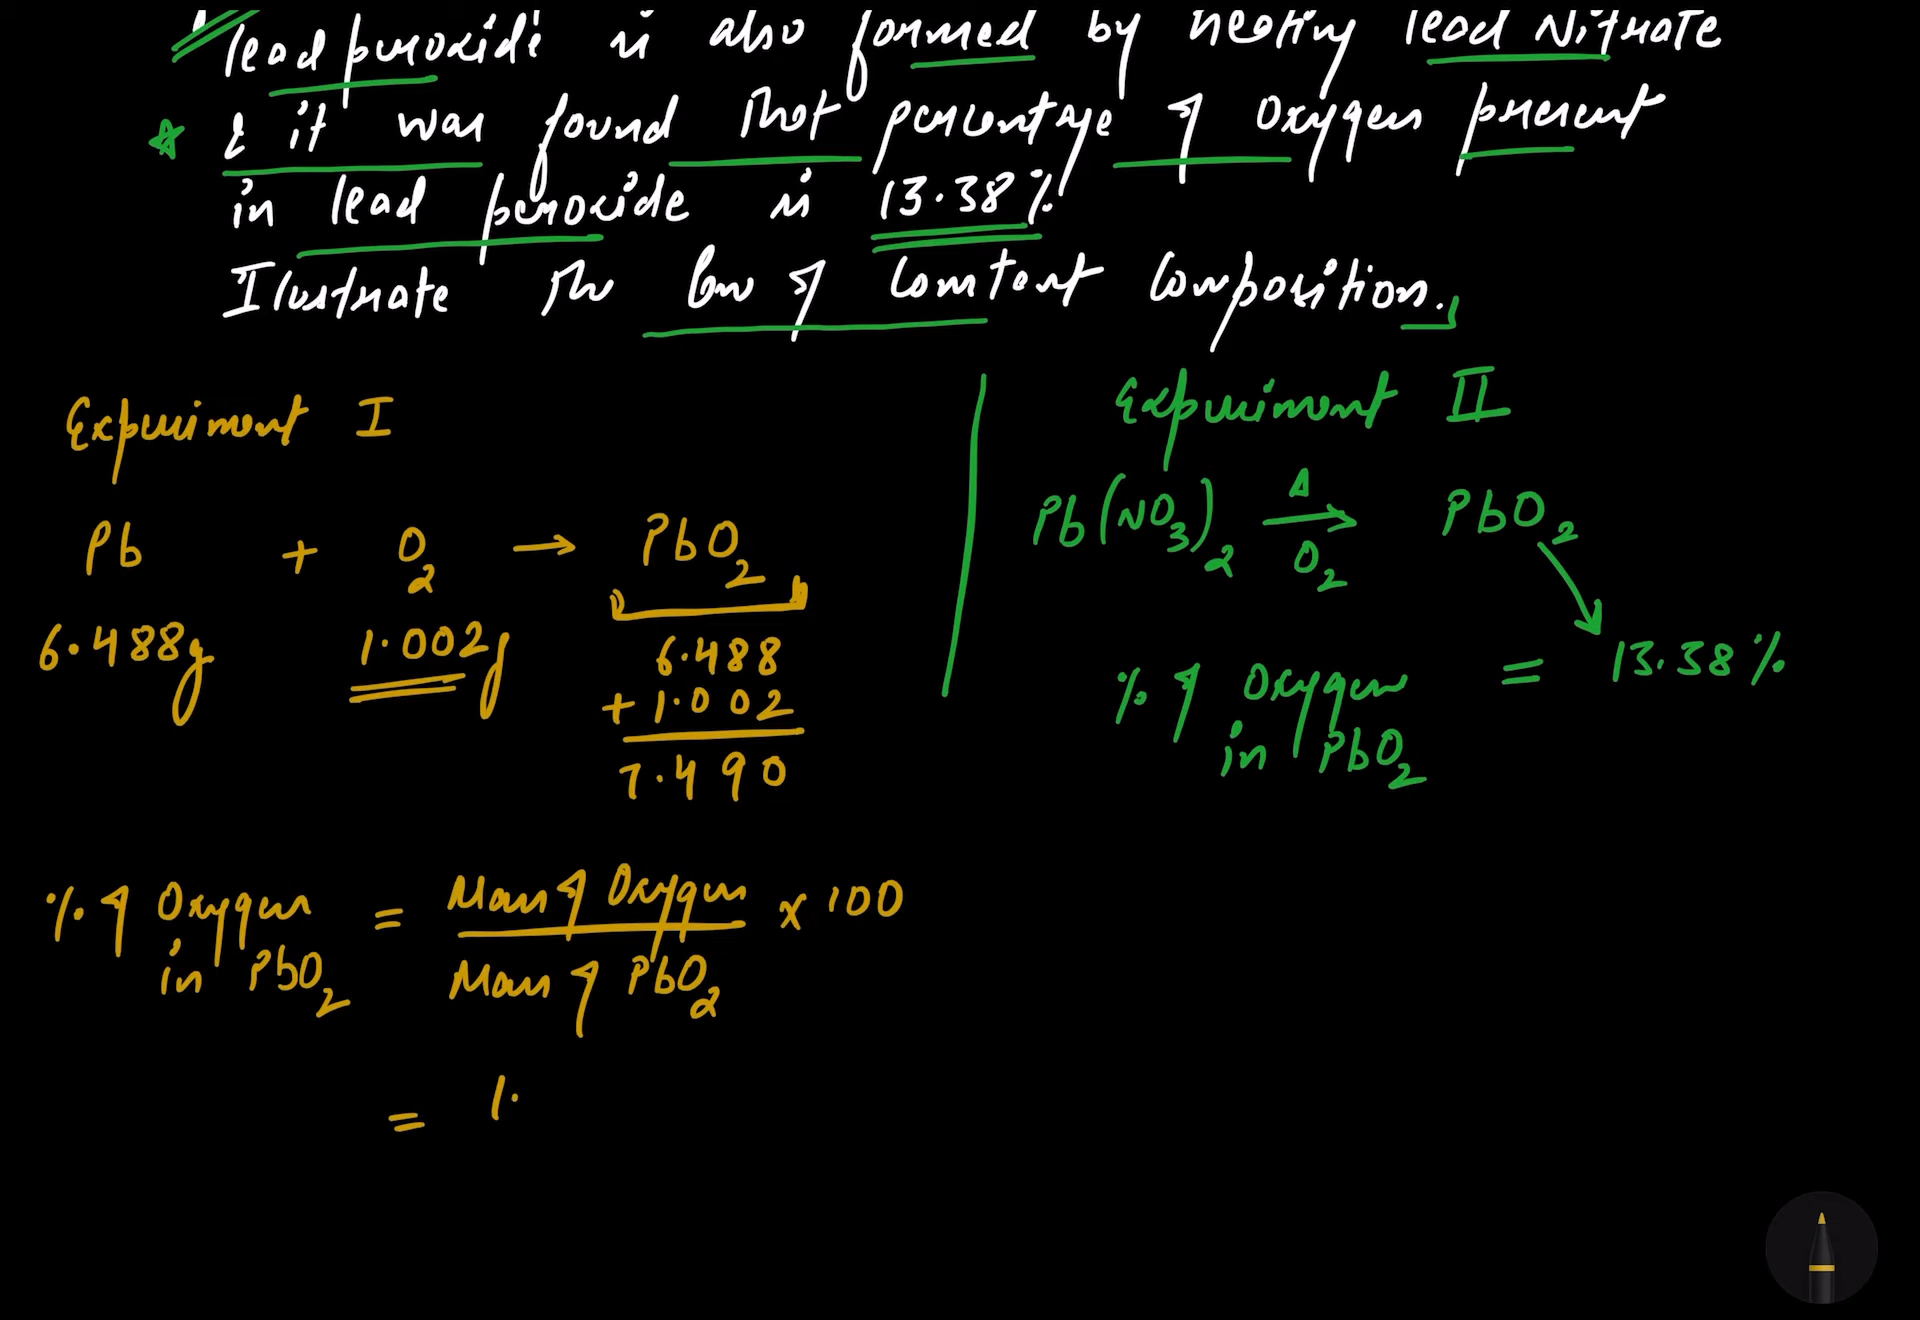 lead peroxide is also formed by heating lead Nitrate
& it was found that percentage of oxygen present
in lead peroxide is 13.38%
Illustrate the law of constant composition.
Experiment I
Pb + O2 → PbO2
6.488g 1.002g 6.488
+ 1.002
7.490
% of Oxygen in PbO2 = Mass of Oxygen / Mass of PbO2 x 100
= 1.
Experiment II
Pb(NO3)2 Δ → O2 PbO2
% of Oxygen in PbO2 = 13.38%